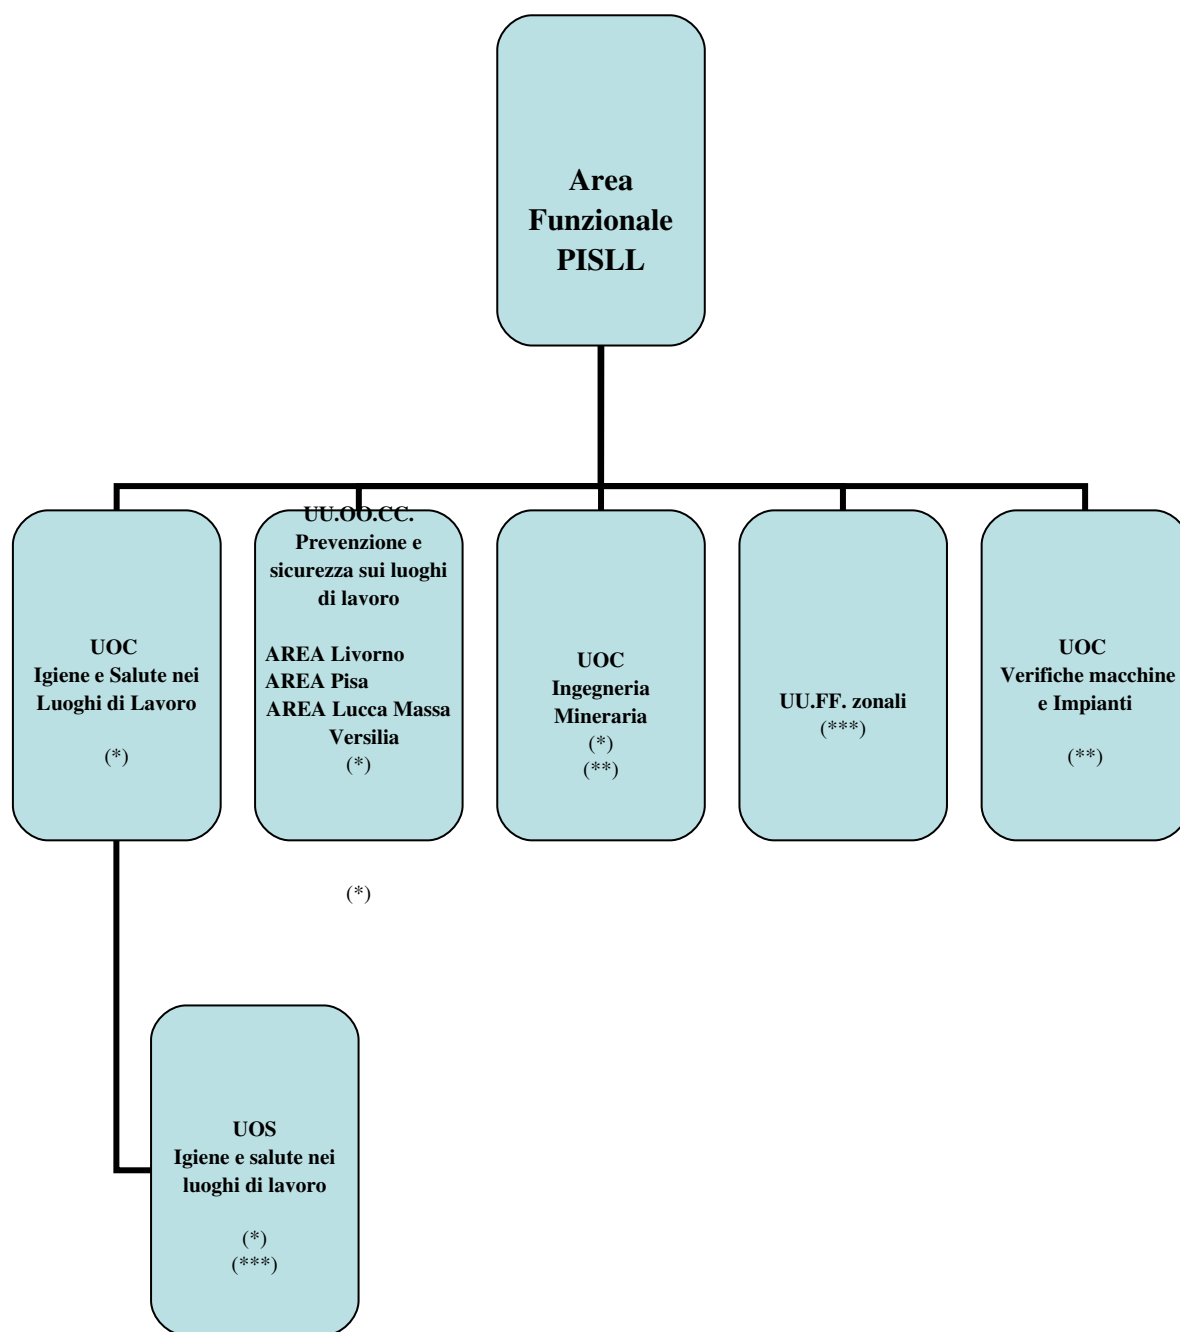 Area
Funzionale
PISLL
UOC
Igiene e Salute nei
Luoghi di Lavoro
(*)
UU.OO.CC.
Prevenzione e
sicurezza sui luoghi
di lavoro
AREA Livorno
AREA Pisa
AREA Lucca Massa
Versilia
(*)
(*)
UOC
Ingegneria
Mineraria
(*)
(**)
UU.FF. zonali
(***)
UOC
Verifiche macchine
e Impianti
(**)
UOS
Igiene e salute nei
luoghi di lavoro
(*)
(***)